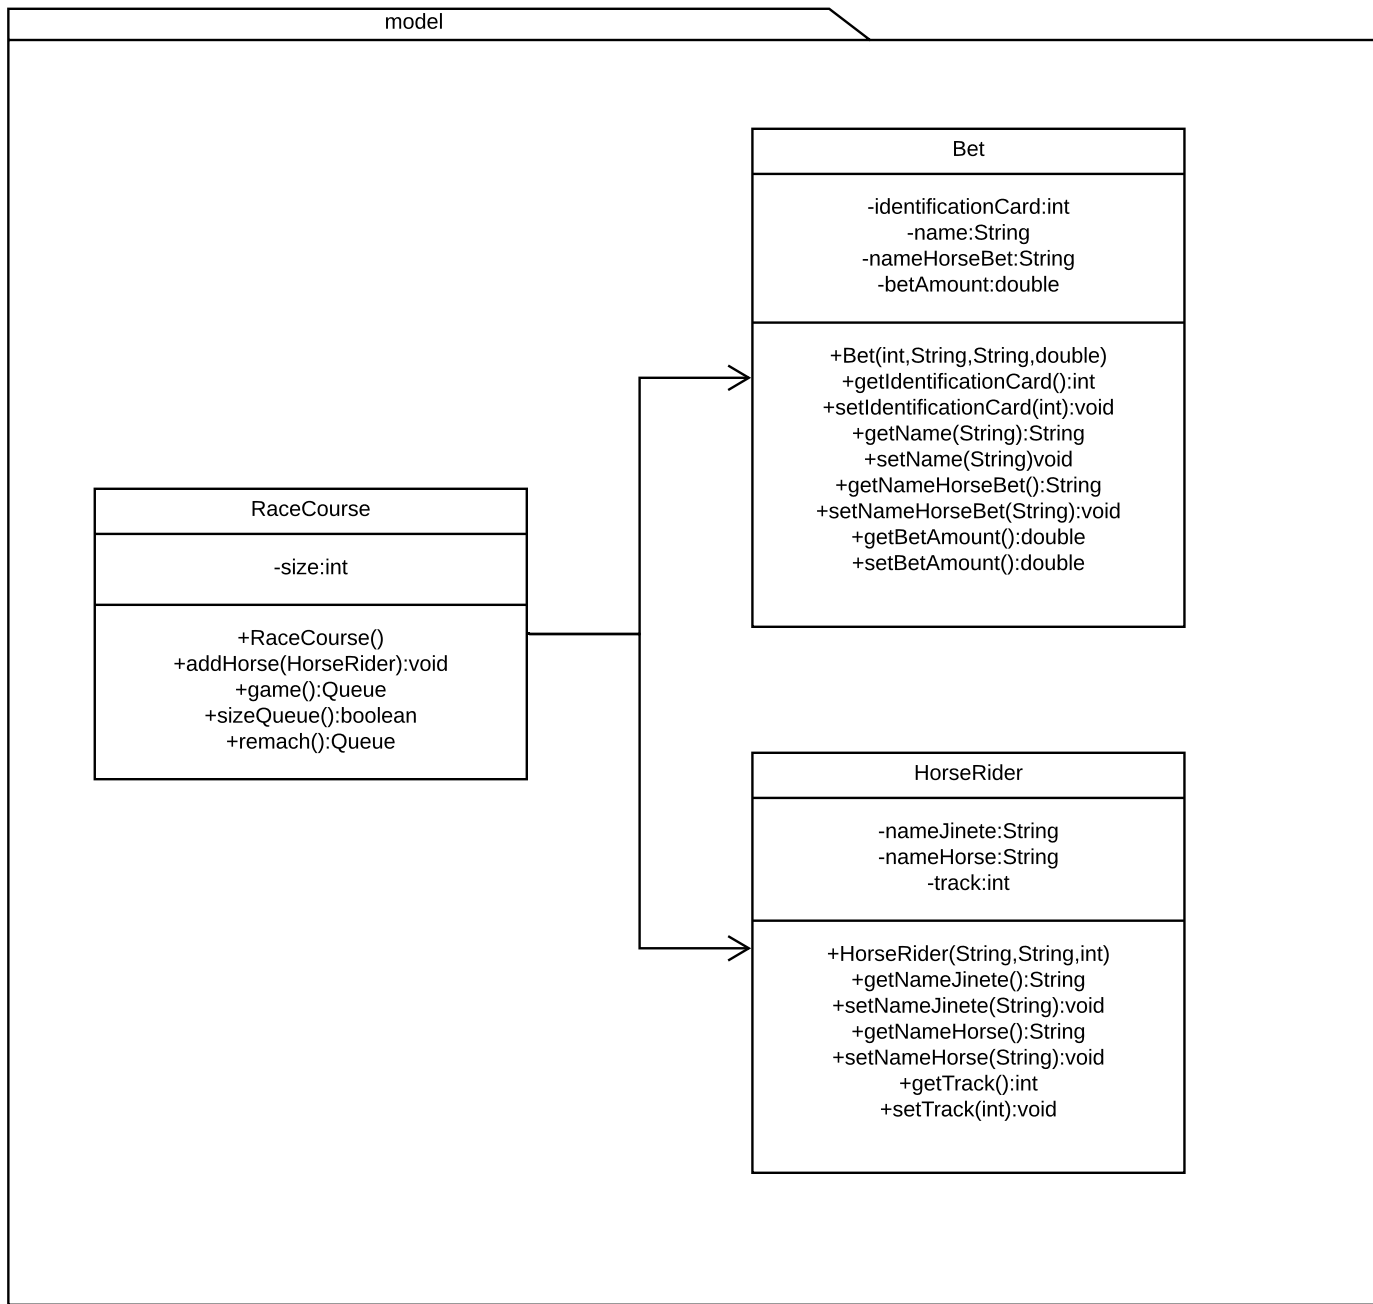 model
Bet
-identificationCard:int
-name:String
-nameHorseBet:String
-betAmount:double
+Bet(int,String,String,double)
+getIdentificationCard():int
+setIdentificationCard(int):void
+getName(String):String
+setName(String)void
+getNameHorseBet():String
+setNameHorseBet(String):void
+getBetAmount():double
+setBetAmount():double
RaceCourse
-size:int
+RaceCourse()
+addHorse(HorseRider):void
+game():Queue
+sizeQueue():boolean
+remach():Queue
HorseRider
-nameJinete:String
-nameHorse:String
-track:int
+HorseRider(String,String,int)
+getNameJinete():String
+setNameJinete(String):void
+getNameHorse():String
+setNameHorse(String):void
+getTrack():int
+setTrack(int):void